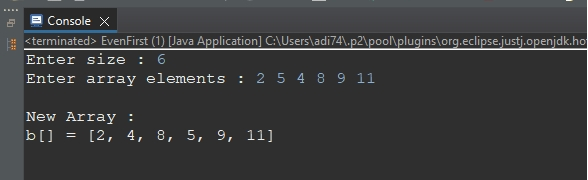 Console
<terminated> EvenFirst (1) [Java Application] C:\Users\adi74\.p2\pool\plugins\org.eclipse.justj.openjdk.ho
Enter size : 6
Enter array elements : 2 5 4 8 9 11
New Array :
b[] = [2, 4, 8, 5, 9, 11]